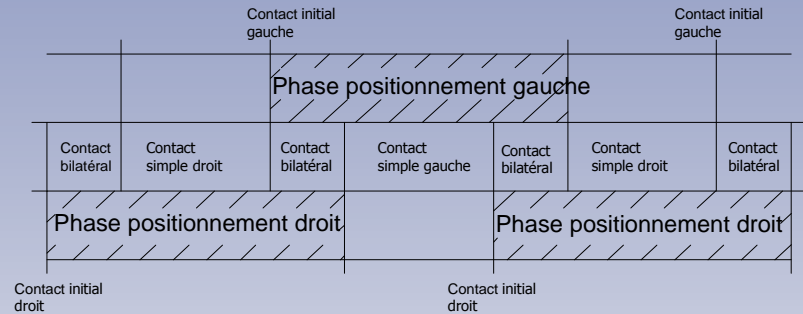 Contact initial
gauche
Contact initial
gauche
Phase positionnement gauche
Contact
bilatéral
Contact
simple droit
Contact
bilatéral
Contact
simple gauche
Contact
bilatéral
Contact
simple droit
Contact
bilatéral
Phase positionnement droit
Phase positionnement droit
Contact initial
droit
Contact initial
droit